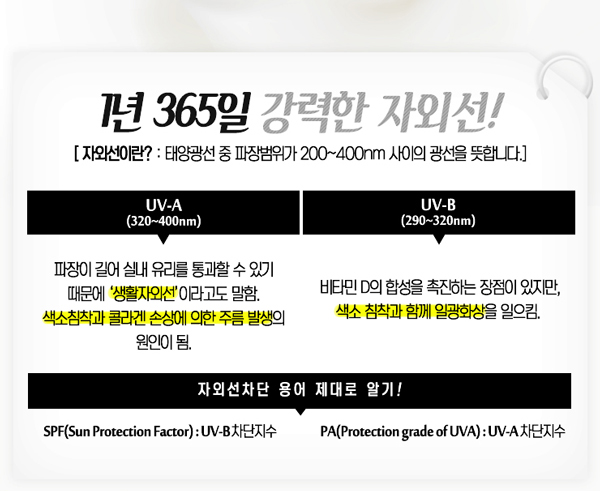 1년 365일 강력한 자외선!
[ 자외선이란? : 태양광선 중 파장범위가 200~400nm 사이의 광선을 뜻합니다.]
UV-A
(320~400nm)
파장이 길어 실내 유리를 통과할 수 있기
때문에 '생활자외선'이라고도 말함.
색소침착과 콜라겐 손상에 의한 주름 발생의
원인이 됨.
UV-B
(290~320nm)
비타민 D의 합성을 촉진하는 장점이 있지만,
색소 침착과 함께 일광화상을 일으킴.
자외선차단 용어 제대로 알기!
SPF(Sun Protection Factor) : UV-B 차단지수
PA(Protection grade of UVA) : UV-A 차단지수